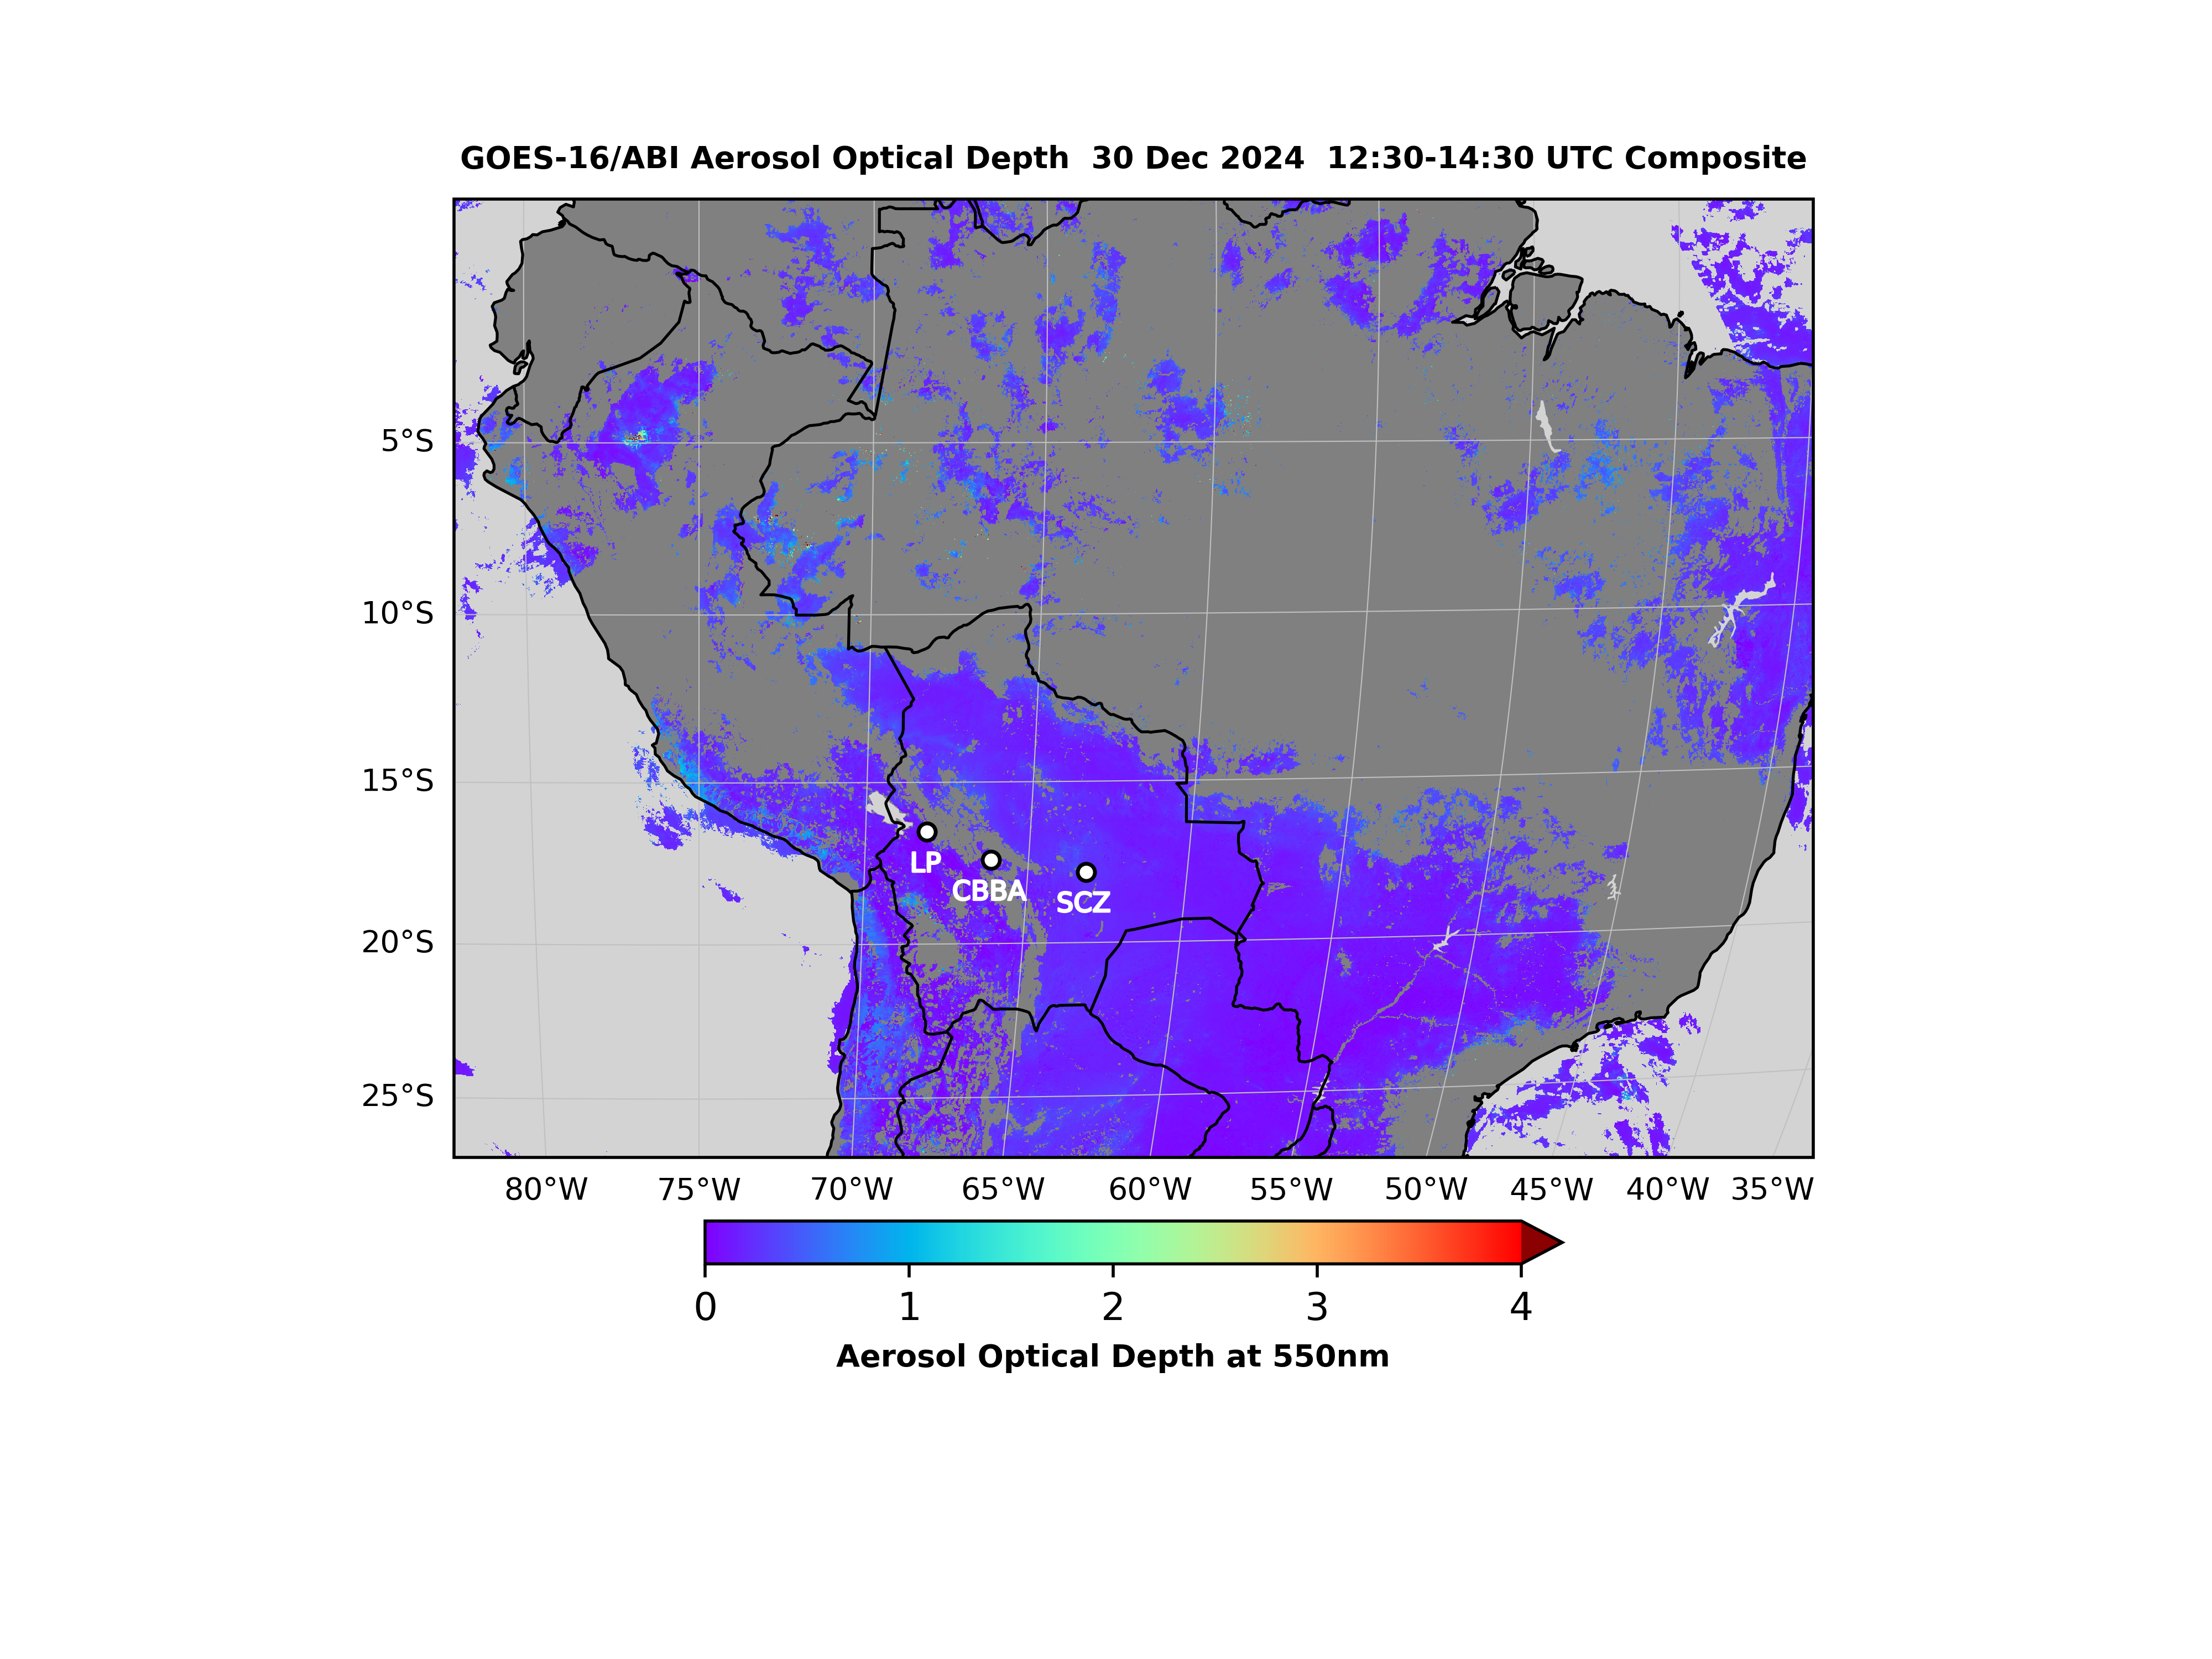 GOES-16/ABI Aerosol Optical Depth  30 Dec 2024  12:30-14:30 UTC Composite
5°S
10°S
15°S
LP
CBBA
SCZ
20°S
25°S
80°W 75°W 70°W 65°W 60°W 55°W 50°W 45°W 40°W 35°W
0 1 2 3 4
Aerosol Optical Depth at 550nm